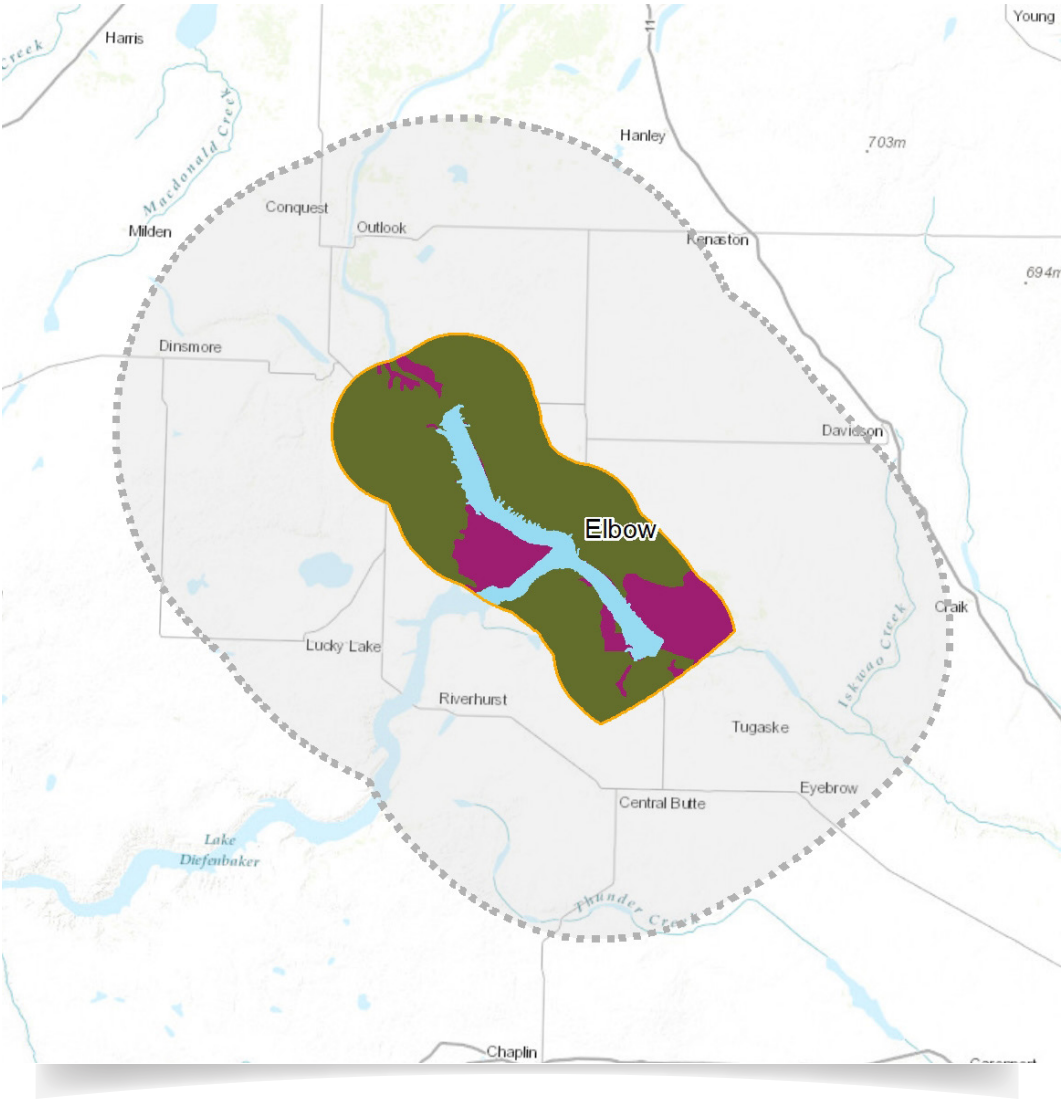 Young
Harris
Creek
11
Hanley
703m
Macdonald Creek
Conquest
Milden
Outlook
Kenaston
694m
Dinsmore
Davidson
Elbow
Craik
Iskwao Creek
Lucky Lake
Riverhurst
Tugaske
Eyebrow
Central Butte
Lake
Diefenbaker
Thunder Creek
Chaplin